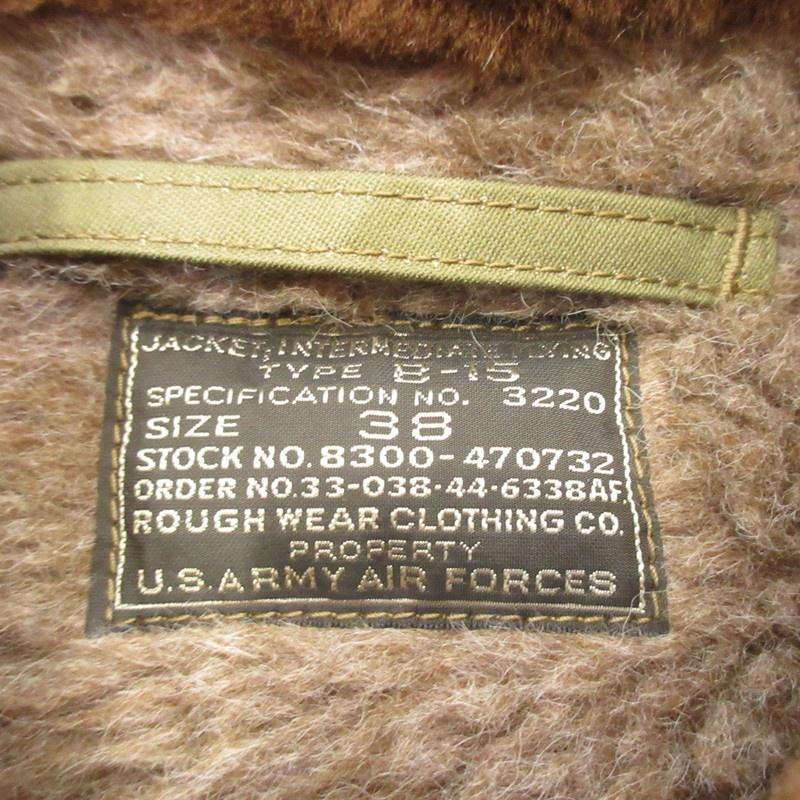 JACKET, INTERMEDIATE FLYING
TYPE B-15
SPECIFICATION NO. 3220
SIZE 38
STOCK NO. 8300-470732
ORDER NO. 33-038-44-6338AF.
ROUGH WEAR CLOTHING CO.
PROPERTY
U.S. ARMY AIR FORCES